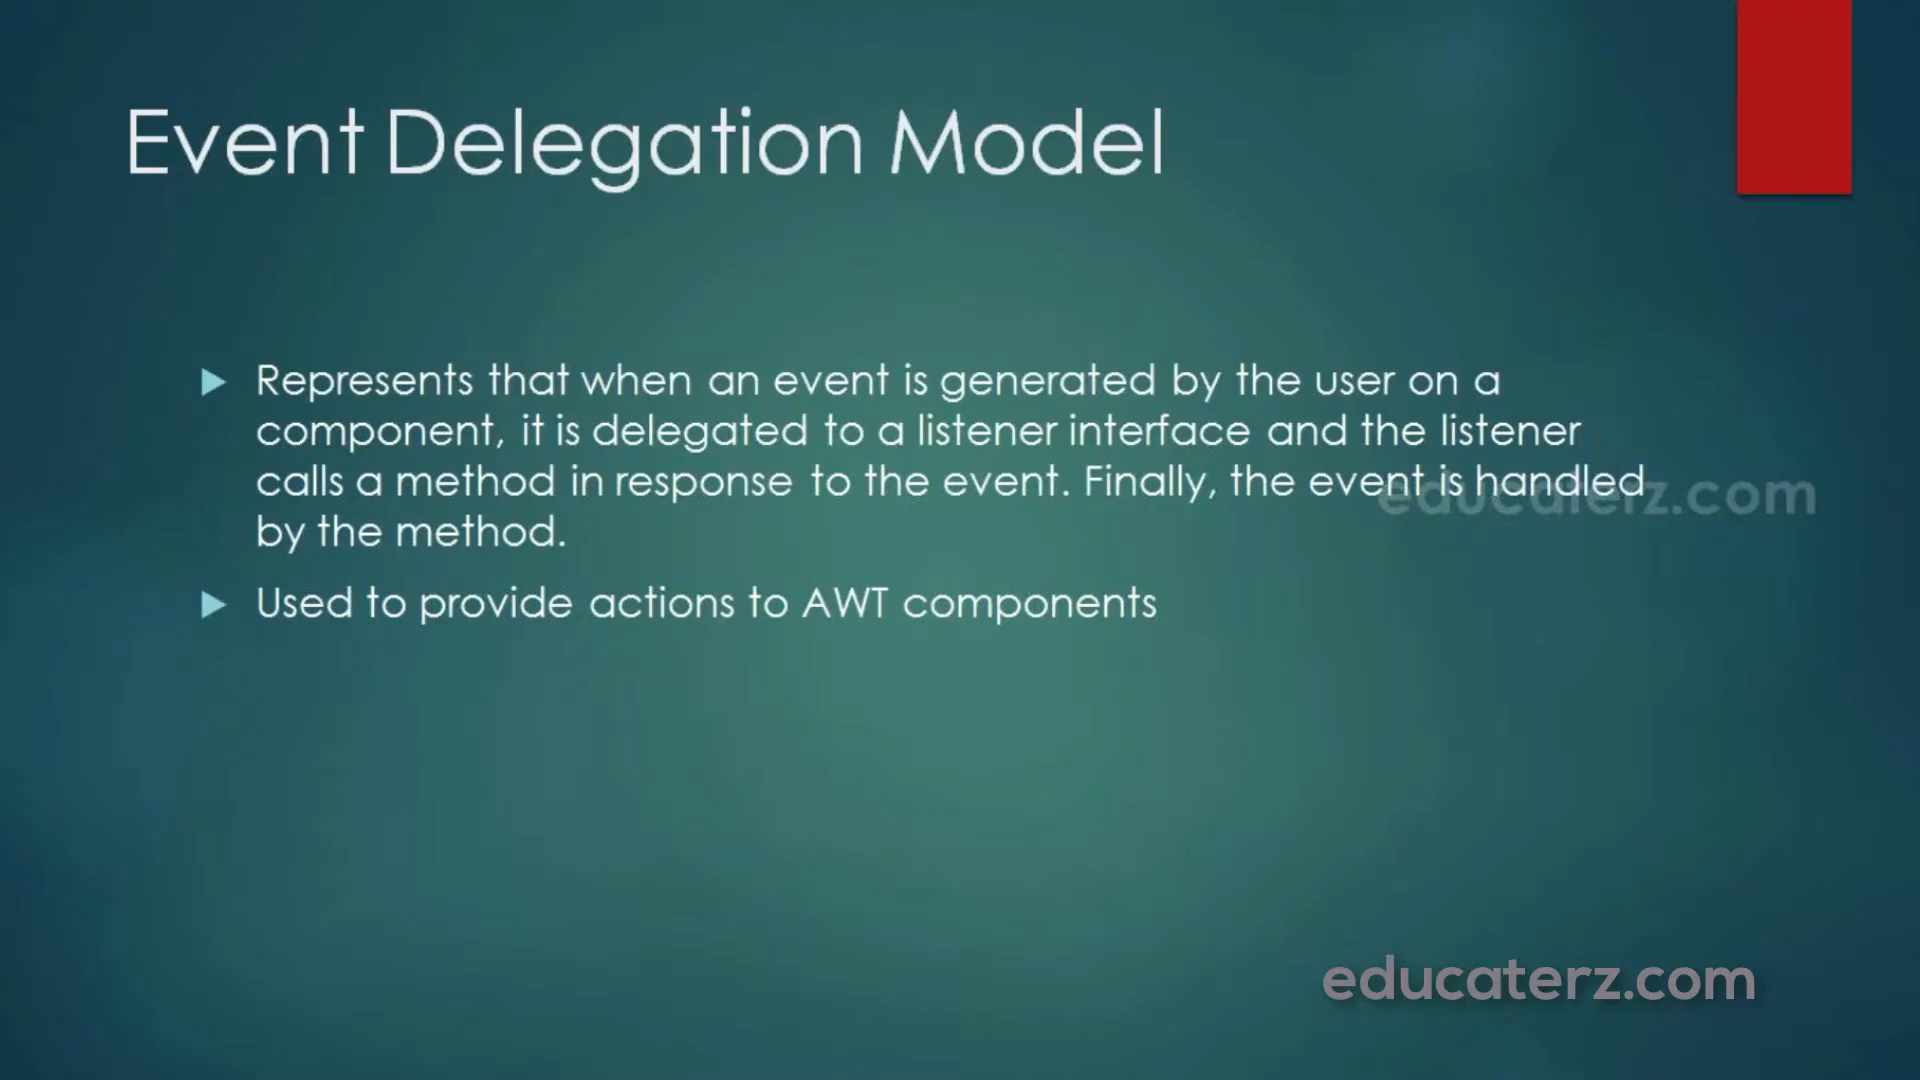 Event Delegation Model
Represents that when an event is generated by the user on a
component, it is delegated to a listener interface and the listener
calls a method in response to the event. Finally, the event is handled
educaterz.com
by the method.
Used to provide actions to AWT components
educaterz.com